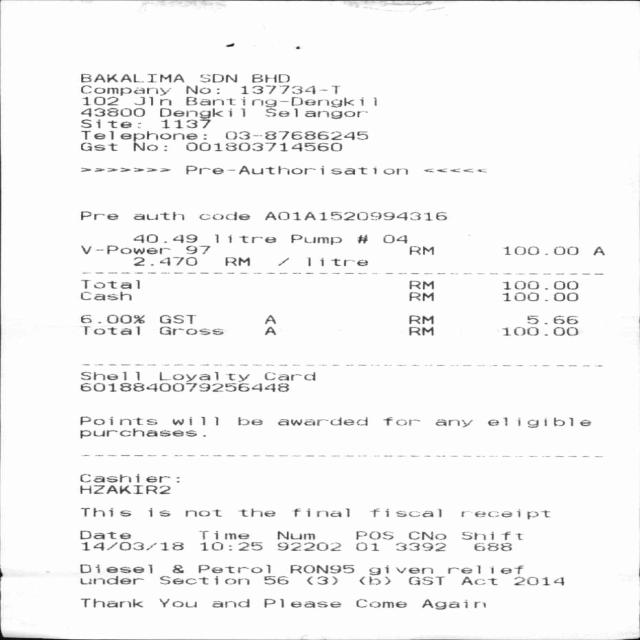 BAKALIMA SDN BHD
Company No: 137734-T
102 Jln Banting-Dengkil
43800 Dengkil Selangor
Site: 1137
Telephone: 03-87686245
Gst No: 001803714560
>>>>>>> Pre-Authorisation <<<<<
Pre auth code A01A1520994316
40.49 litre Pump # 04
V-Power 97 RM 100.00 A
2.470 RM / litre
Total RM 100.00
Cash RM 100.00
6.00% GST A RM 5.66
Total Gross A RM 100.00
Shell Loyalty Card
6018840079256448
Points will be awarded for any eligible
purchases.
Cashier:
HZAKIR2
This is not the final fiscal receipt
Date Time Num POS CNo Shift
14/03/18 10:25 92202 01 3392 688
Diesel & Petrol RON95 given relief
under Section 56 (3) (b) GST Act 2014
Thank You and Please Come Again